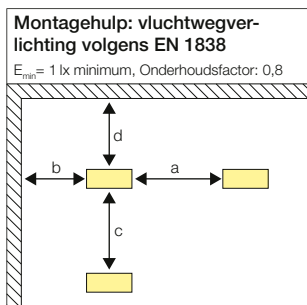 Montagehulp: vluchtwegver-
lichting volgens EN 1838
Emin= 1 lx minimum, Onderhoudsfactor: 0,8
d
b
a
c